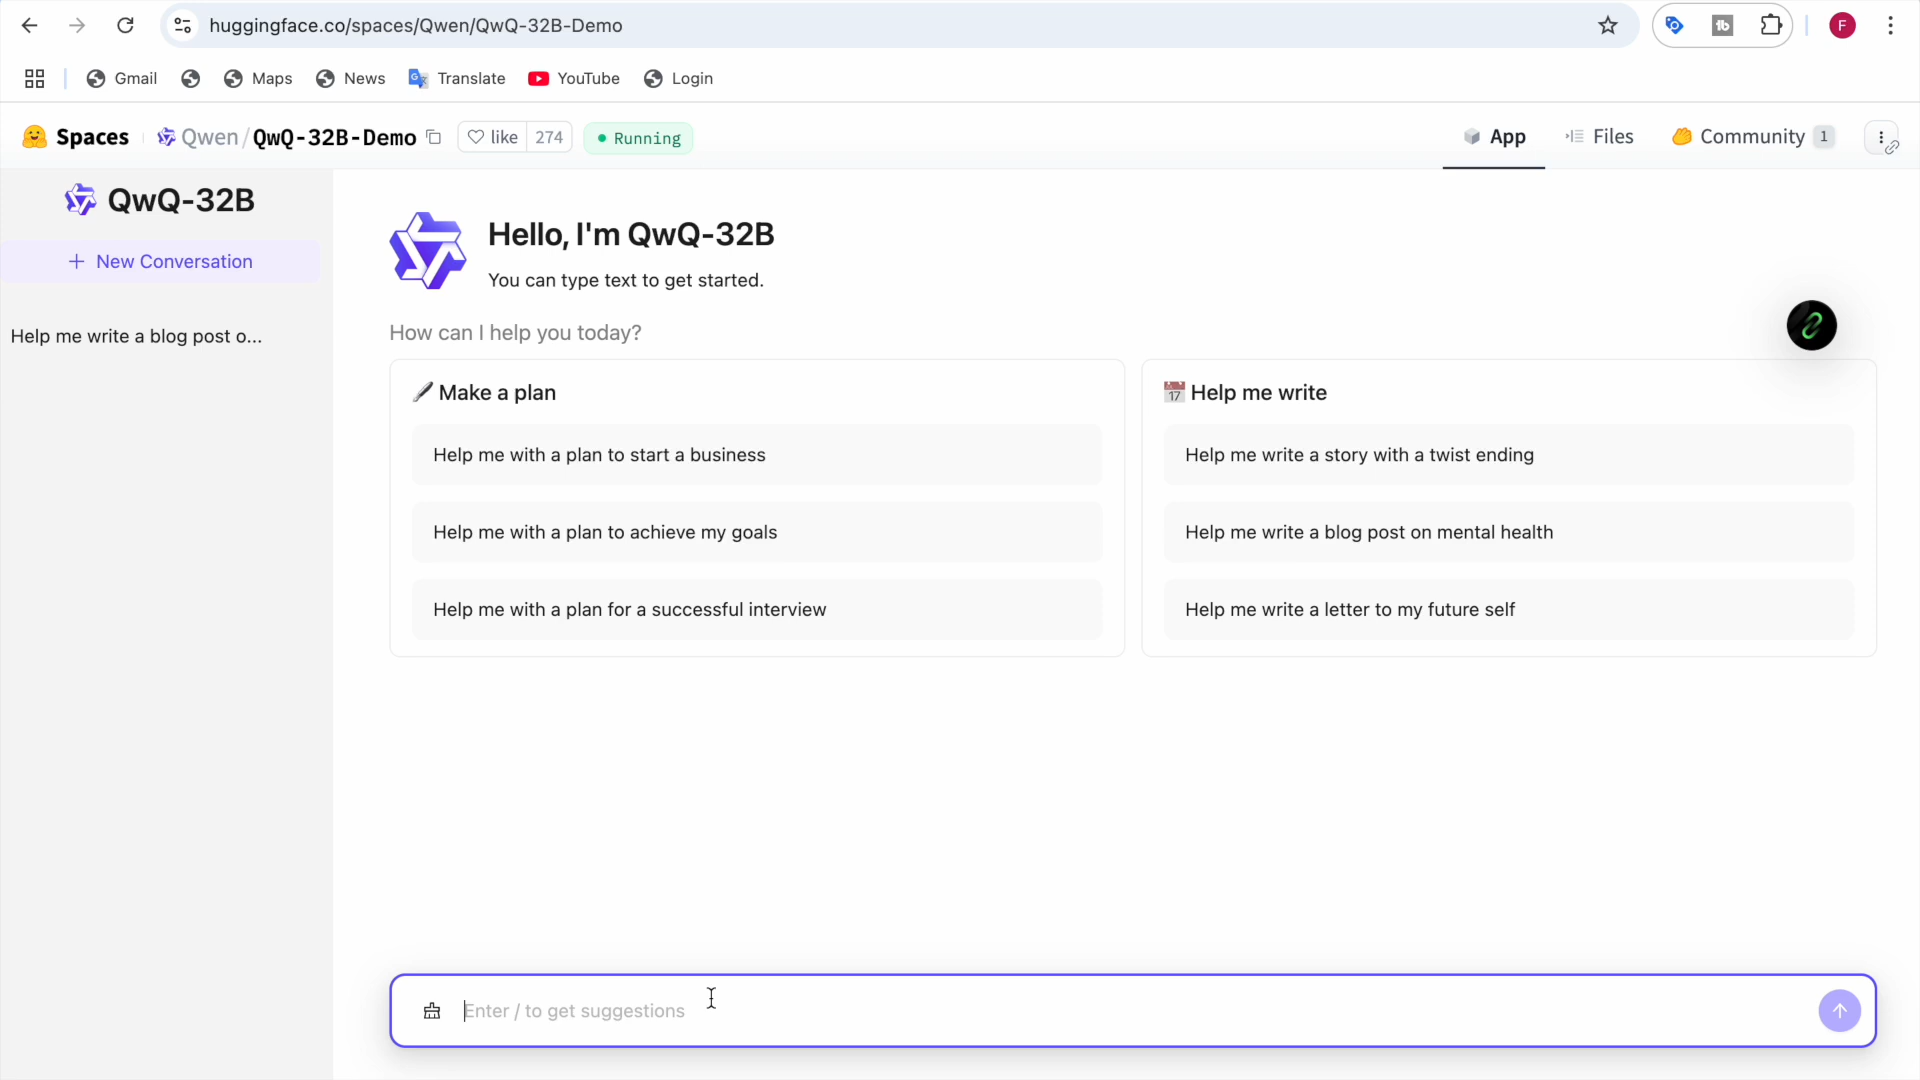 huggingface.co/spaces/Qwen/QwQ-32B-Demo
F
Gmail Maps News Translate YouTube Login
Spaces Qwen/QwQ-32B-Demo like 274 Running App Files Community 1
QwQ-32B
+ New Conversation
Help me write a blog post o...
Hello, I'm QwQ-32B
You can type text to get started.
How can I help you today?
Make a plan
Help me with a plan to start a business
Help me with a plan to achieve my goals
Help me with a plan for a successful interview
17 Help me write
Help me write a story with a twist ending
Help me write a blog post on mental health
Help me write a letter to my future self
Enter / to get suggestions